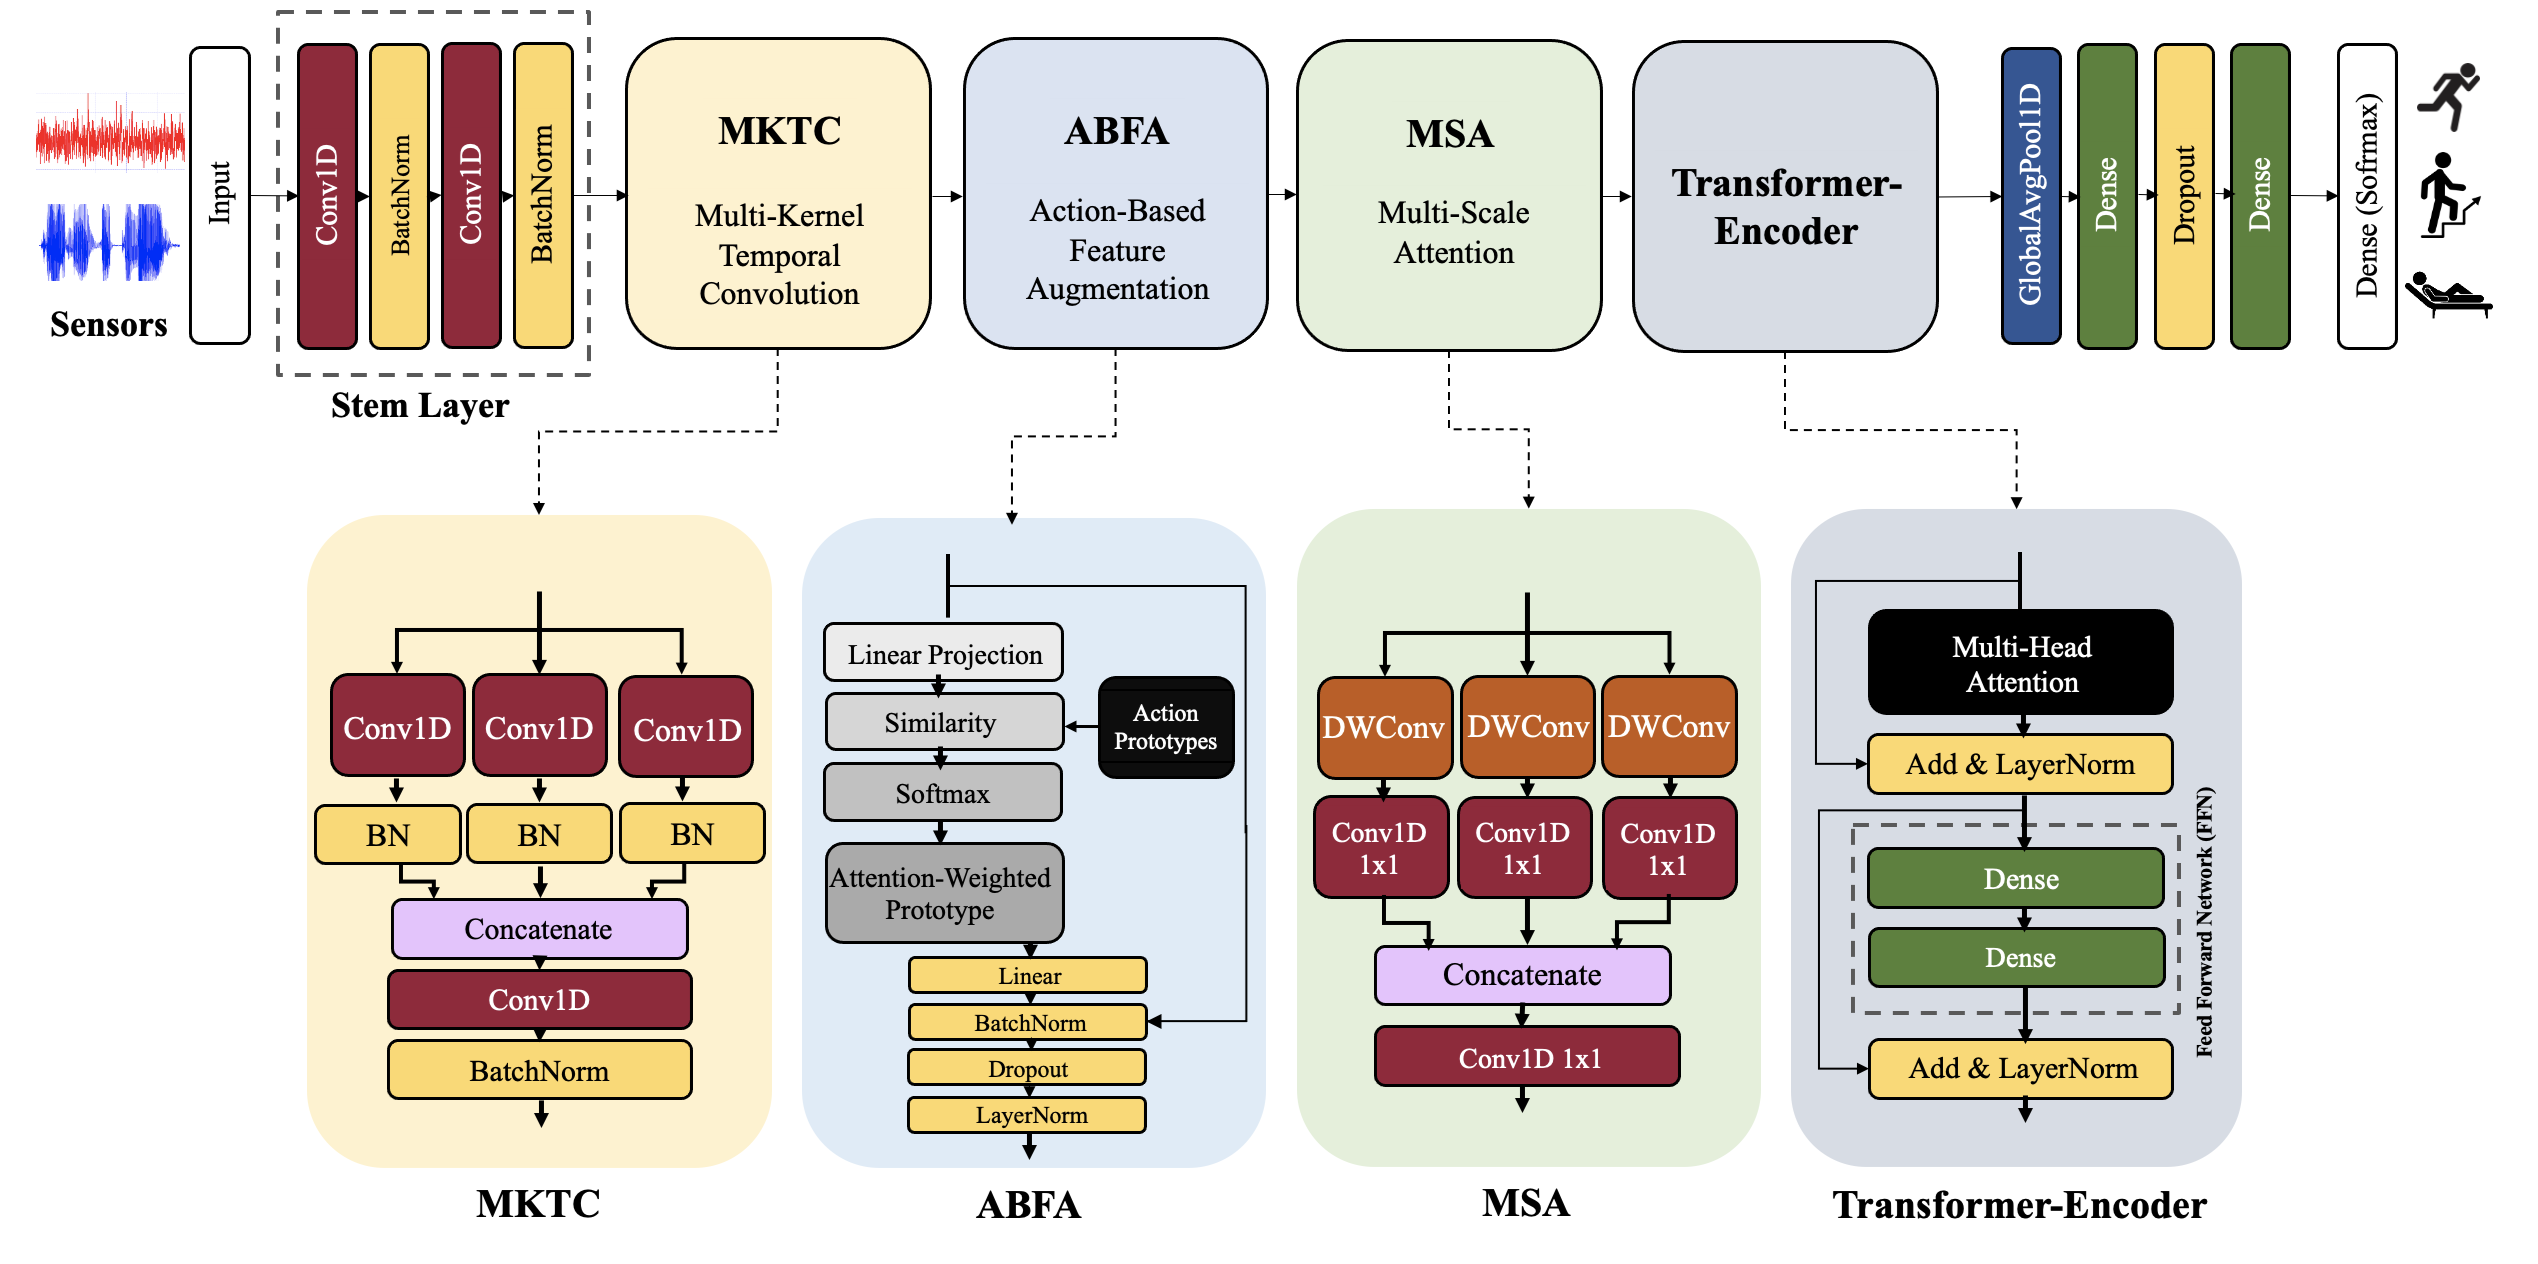 Sensors
Input
Conv1D
BatchNorm
Conv1D
BatchNorm
Stem Layer
MKTC
Multi-Kernel
Temporal
Convolution
ABFA
Action-Based
Feature
Augmentation
MSA
Multi-Scale
Attention
Transformer-
Encoder
GlobalAvgPool1D
Dense
Dropout
Dense
Dense (Sofrmax)
Conv1D
Conv1D
Conv1D
BN
BN
BN
Concatenate
Conv1D
BatchNorm
MKTC
Linear Projection
Similarity
Action
Prototypes
Softmax
Attention-Weighted
Prototype
Linear
BatchNorm
Dropout
LayerNorm
ABFA
DWConv
DWConv
DWConv
Conv1D
1x1
Conv1D
1x1
Conv1D
1x1
Concatenate
Conv1D 1x1
MSA
Multi-Head
Attention
Add & LayerNorm
Dense
Dense
Feed Forward Network (FFN)
Add & LayerNorm
Transformer-Encoder